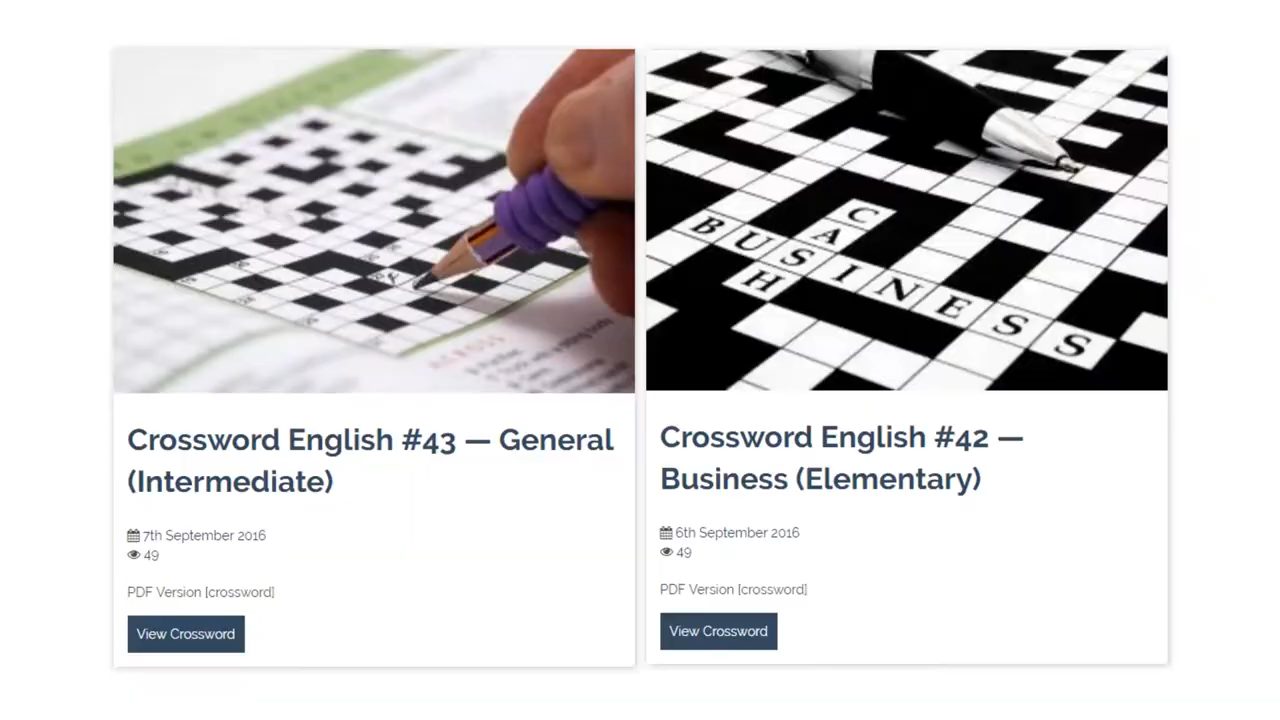 ACROSS
C
A
BUSINESS
H
Crossword English #43 — General
(Intermediate)
7th September 2016
49
PDF Version [crossword]
View Crossword
Crossword English #42 —
Business (Elementary)
6th September 2016
49
PDF Version [crossword]
View Crossword